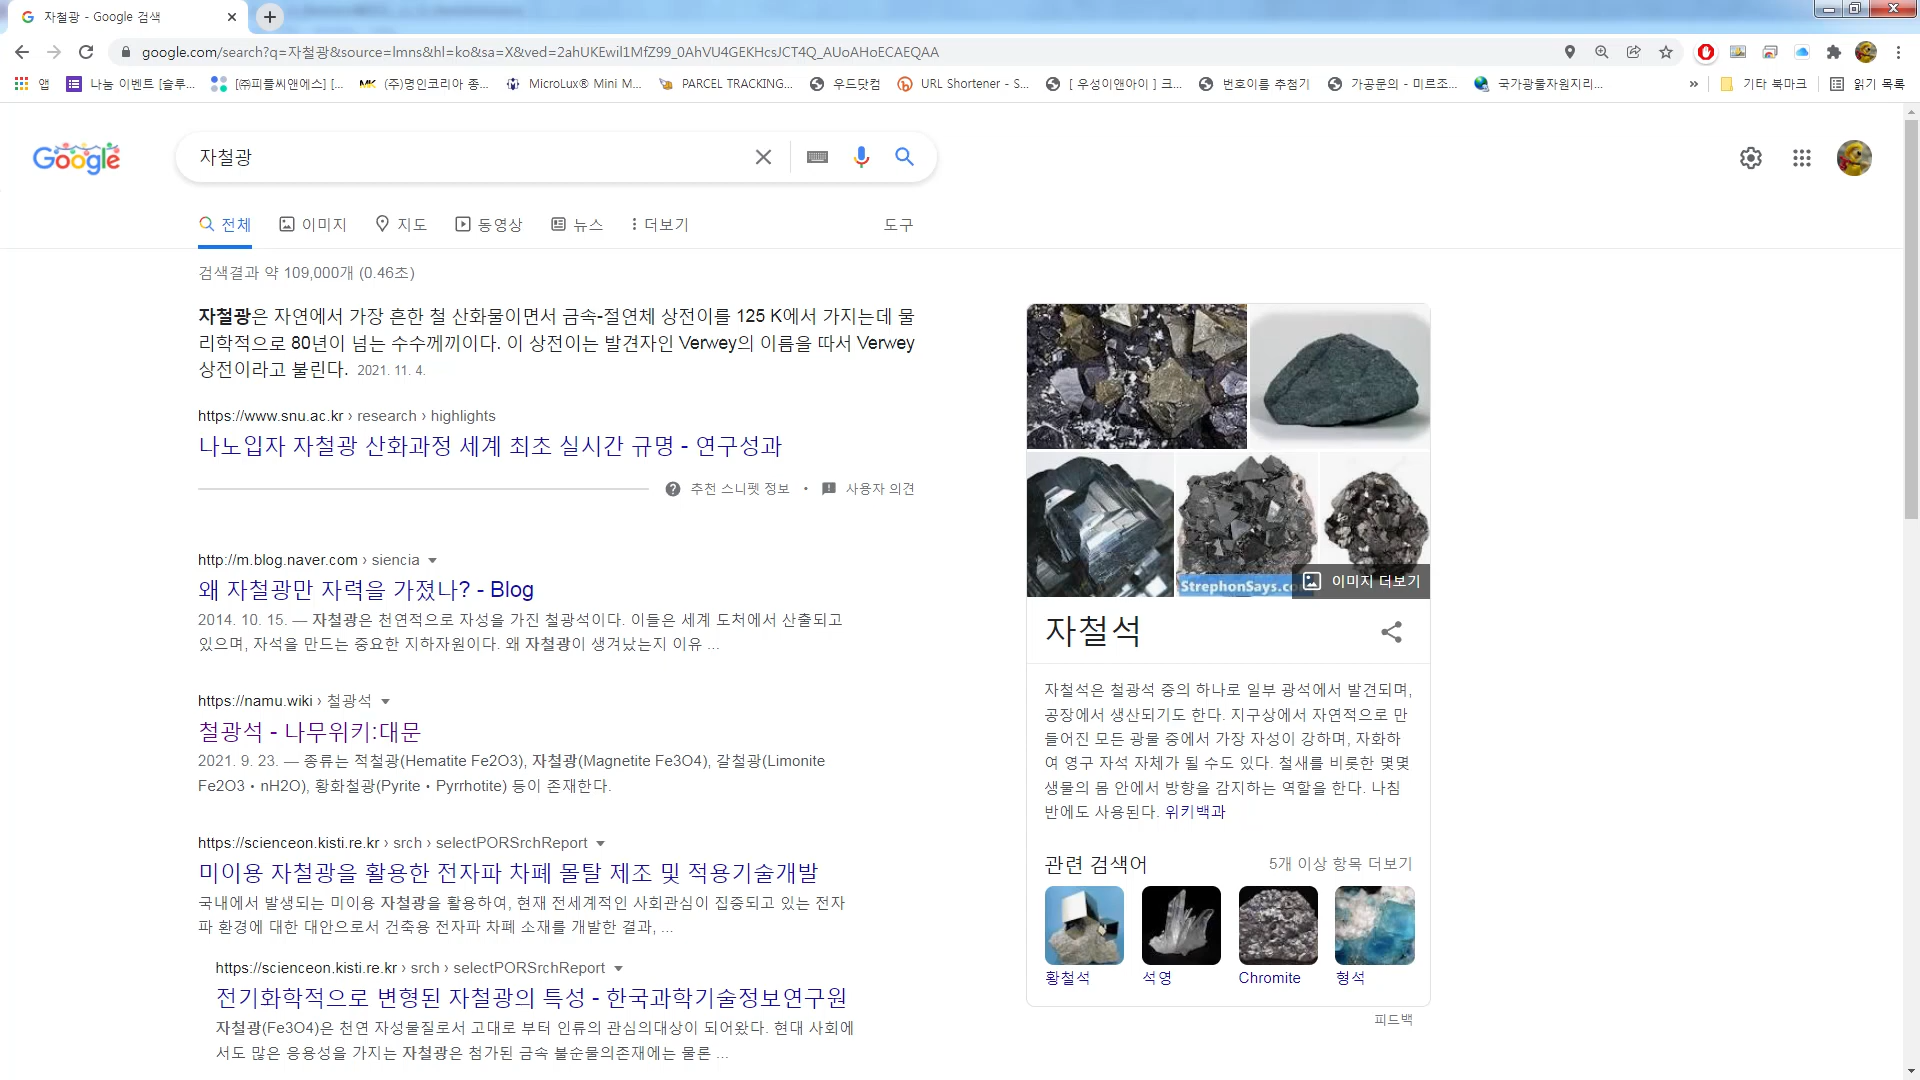 자철광 - Google 검색
google.com/search?q=자철광&source=lmns&hl=ko&sa=X&ved=2ahUKEwil1MfZ99_0AhVU4GEKHcsJCT4Q_AUoAHoECAEQAA
앱 나눔 이벤트 [슬루... [㈜피플씨앤에스] [... MK (주)명인코리아 종... MicroLux® Mini M... PARCEL TRACKING... 우드닷컴 URL Shortener - S... [ 우성이앤아이 ] 크... 번호이름 추첨기 가공문의 - 미르조... 국가광물자원지리... » 기타 북마크 읽기 목록
Google
자철광
전체 이미지 지도 동영상 뉴스 더보기 도구
검색결과 약 109,000개 (0.46초)
자철광은 자연에서 가장 흔한 철 산화물이면서 금속-절연체 상전이를 125 K에서 가지는데 물
리학적으로 80년이 넘는 수수께끼이다. 이 상전이는 발견자인 Verwey의 이름을 따서 Verwey
상전이라고 불린다. 2021. 11. 4.
https://www.snu.ac.kr › research › highlights
나노입자 자철광 산화과정 세계 최초 실시간 규명 - 연구성과
추천 스니펫 정보 • 사용자 의견
http://m.blog.naver.com › siencia
왜 자철광만 자력을 가졌나? - Blog
2014. 10. 15. — 자철광은 천연적으로 자성을 가진 철광석이다. 이들은 세계 도처에서 산출되고
있으며, 자석을 만드는 중요한 지하자원이다. 왜 자철광이 생겨났는지 이유 ...
https://namu.wiki › 철광석
철광석 - 나무위키:대문
2021. 9. 23. — 종류는 적철광(Hematite Fe2O3), 자철광(Magnetite Fe3O4), 갈철광(Limonite
Fe2O3・nH2O), 황화철광(Pyrite・Pyrrhotite) 등이 존재한다.
https://scienceon.kisti.re.kr › srch › selectPORSrchReport
미이용 자철광을 활용한 전자파 차폐 몰탈 제조 및 적용기술개발
국내에서 발생되는 미이용 자철광을 활용하여, 현재 전세계적인 사회관심이 집중되고 있는 전자
파 환경에 대한 대안으로서 건축용 전자파 차폐 소재를 개발한 결과, ...
https://scienceon.kisti.re.kr › srch › selectPORSrchReport
전기화학적으로 변형된 자철광의 특성 - 한국과학기술정보연구원
자철광(Fe3O4)은 천연 자성물질로서 고대로 부터 인류의 관심의대상이 되어왔다. 현대 사회에
서도 많은 응용성을 가지는 자철광은 첨가된 금속 불순물의존재에는 물론 ...
StrephonSays.co
이미지 더보기
자철석
자철석은 철광석 중의 하나로 일부 광석에서 발견되며,
공장에서 생산되기도 한다. 지구상에서 자연적으로 만
들어진 모든 광물 중에서 가장 자성이 강하며, 자화하
여 영구 자석 자체가 될 수도 있다. 철새를 비롯한 몇몇
생물의 몸 안에서 방향을 감지하는 역할을 한다. 나침
반에도 사용된다. 위키백과
관련 검색어 5개 이상 항목 더보기
황철석 석영 Chromite 형석
피드백